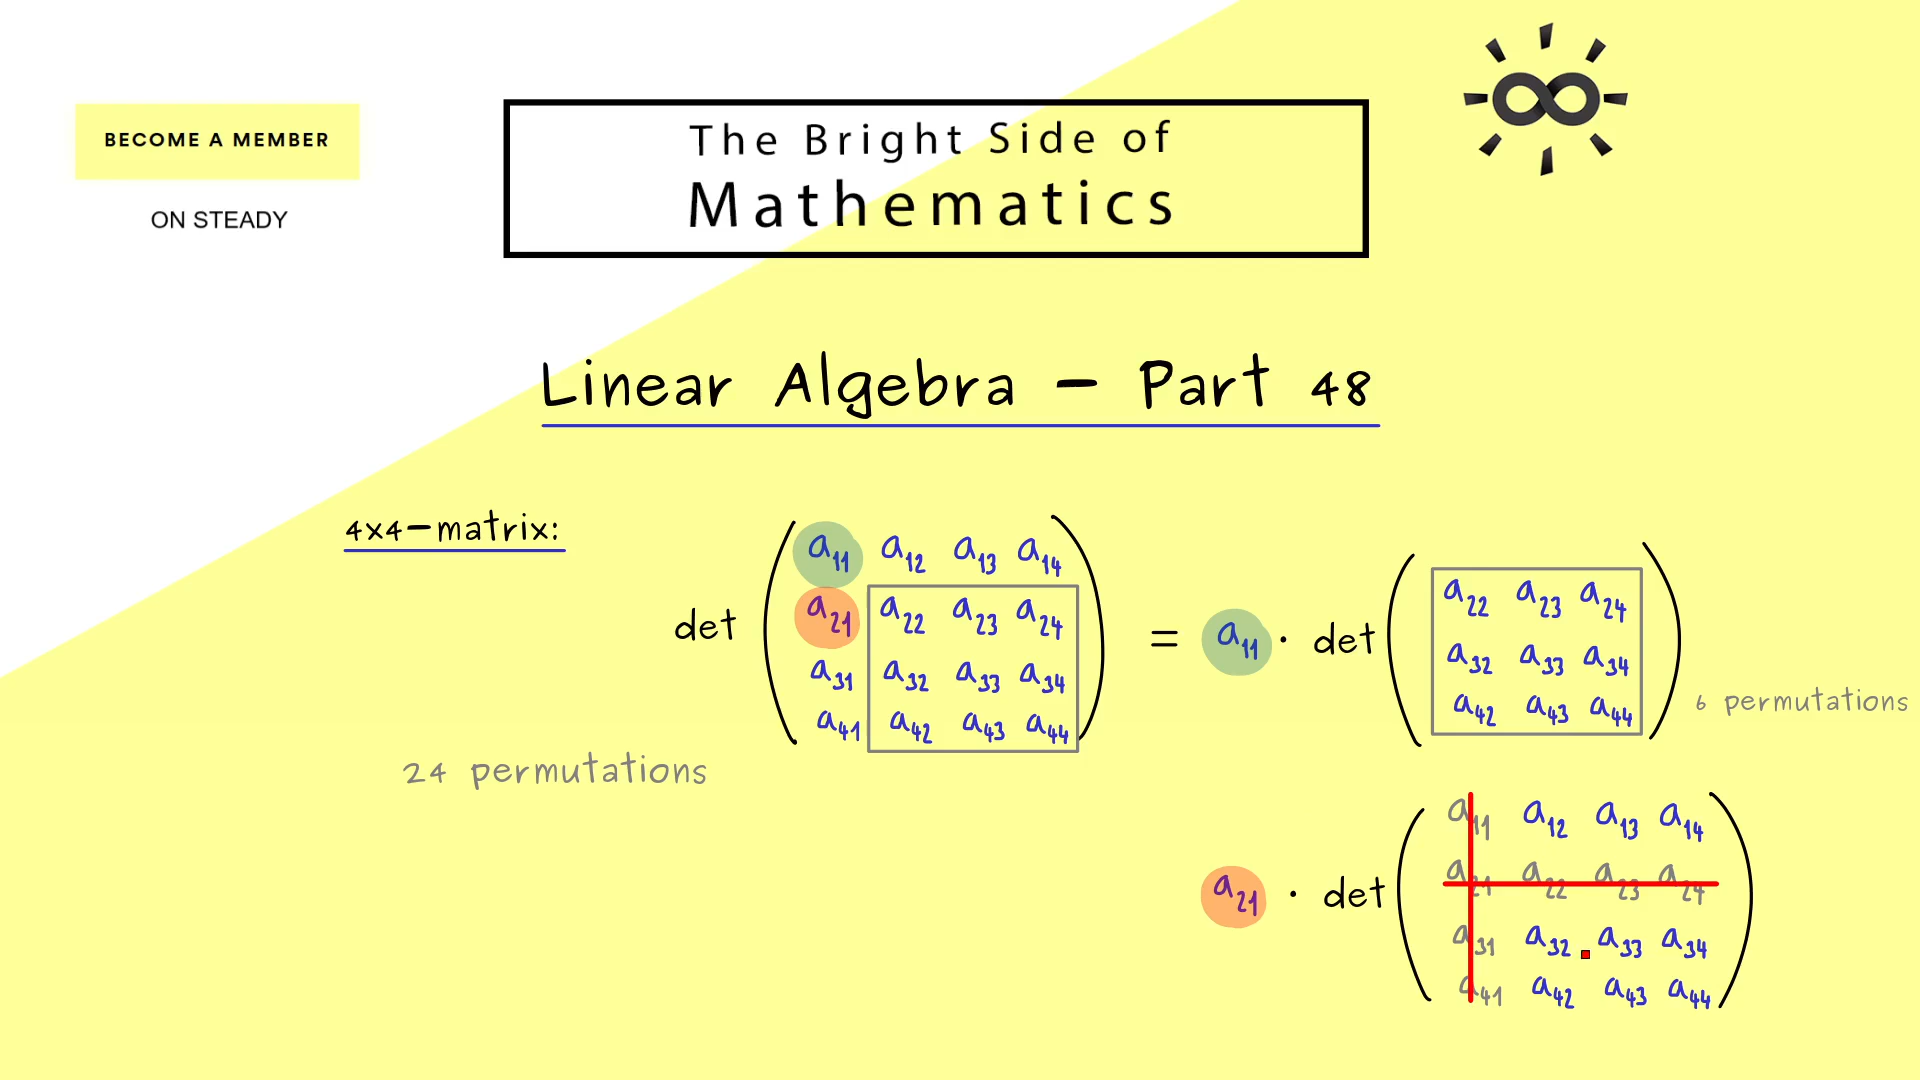 BECOME A MEMBER
ON STEADY
The Bright Side of
Mathematics
Linear Algebra – Part 48
4x4-matrix:
det ( a₁₁ a₁₂ a₁₃ a₁₄
a₂₁ a₂₂ a₂₃ a₂₄
a₃₁ a₃₂ a₃₃ a₃₄
a₄₁ a₄₂ a₄₃ a₄₄ )
= a₁₁ · det ( a₂₂ a₂₃ a₂₄
a₃₂ a₃₃ a₃₄
a₄₂ a₄₃ a₄₄ )
6 permutations
24 permutations
a₂₁ · det ( a₁₁ a₁₂ a₁₃ a₁₄
a₂₁ a₂₂ a₂₃ a₂₄
a₃₁ a₃₂ a₃₃ a₃₄
a₄₁ a₄₂ a₄₃ a₄₄ )